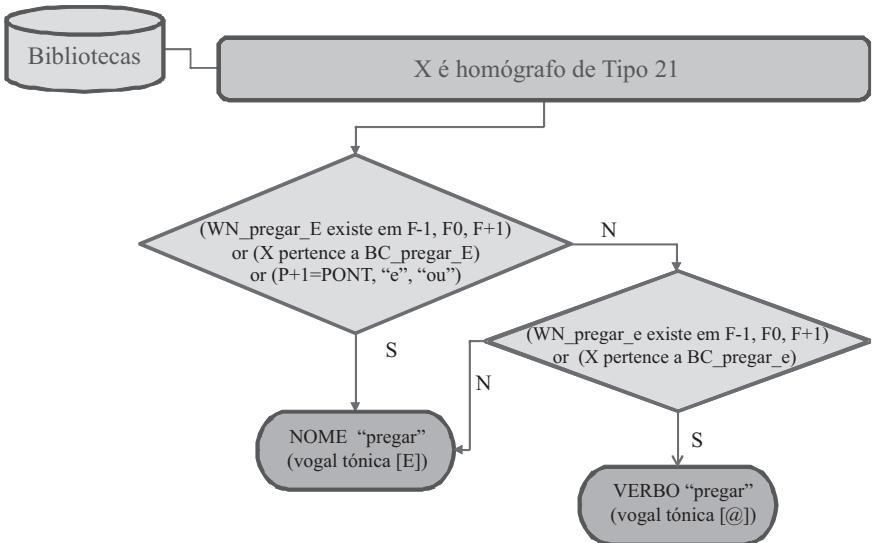 Bibliotecas
X é homógrafo de Tipo 21
(WN_pregar_E existe em F-1, F0, F+1)
or (X pertence a BC_pregar_E)
or (P+1=PONT, “e”, “ou”)
N
(WN_pregar_e existe em F-1, F0, F+1)
or (X pertence a BC_pregar_e)
S
N
NOME “pregar”
(vogal tónica [E])
S
VERBO “pregar”
(vogal tónica [@])